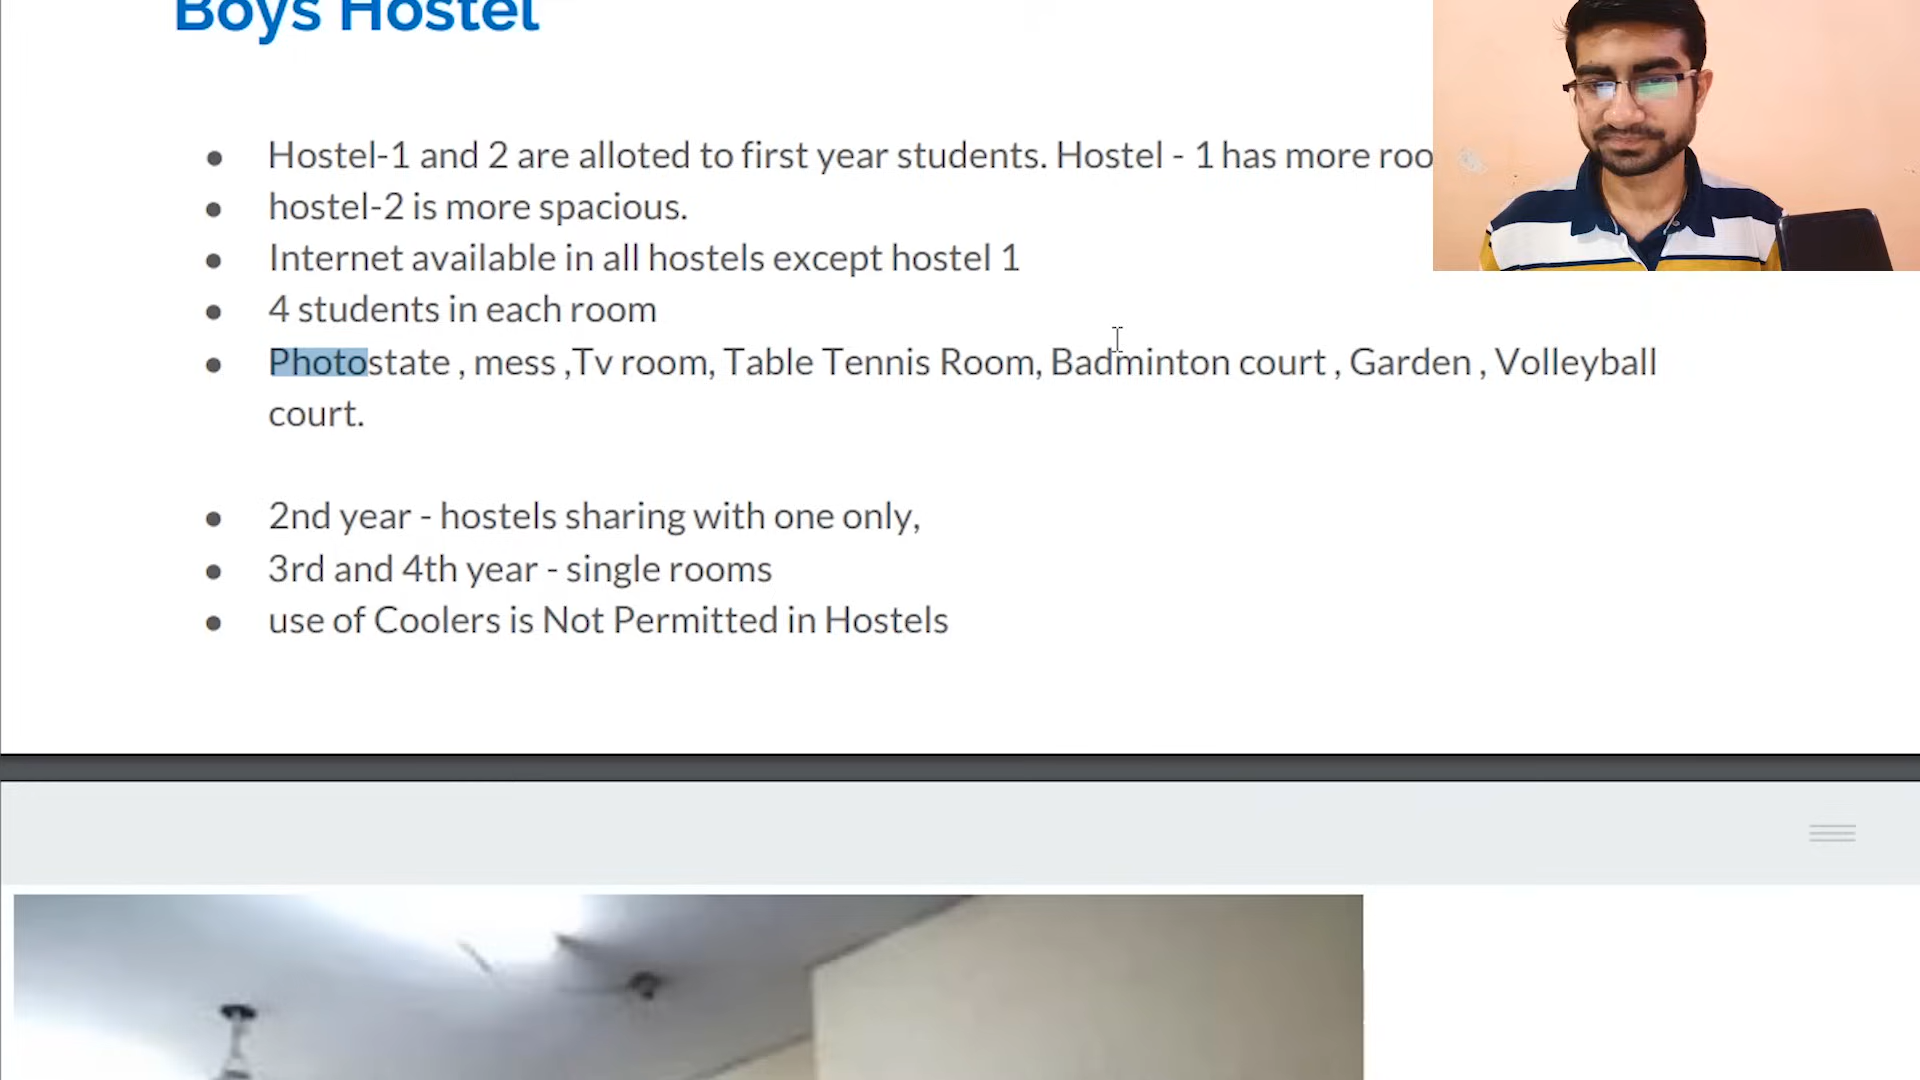 Boys Hostel
Hostel-1 and 2 are alloted to first year students. Hostel - 1 has more
hostel-2 is more spacious.
Internet available in all hostels except hostel 1
4 students in each room
Photostate , mess ,Tv room, Table Tennis Room, Badminton court , Garden , Volleyball
court.
2nd year - hostels sharing with one only,
3rd and 4th year - single rooms
use of Coolers is Not Permitted in Hostels